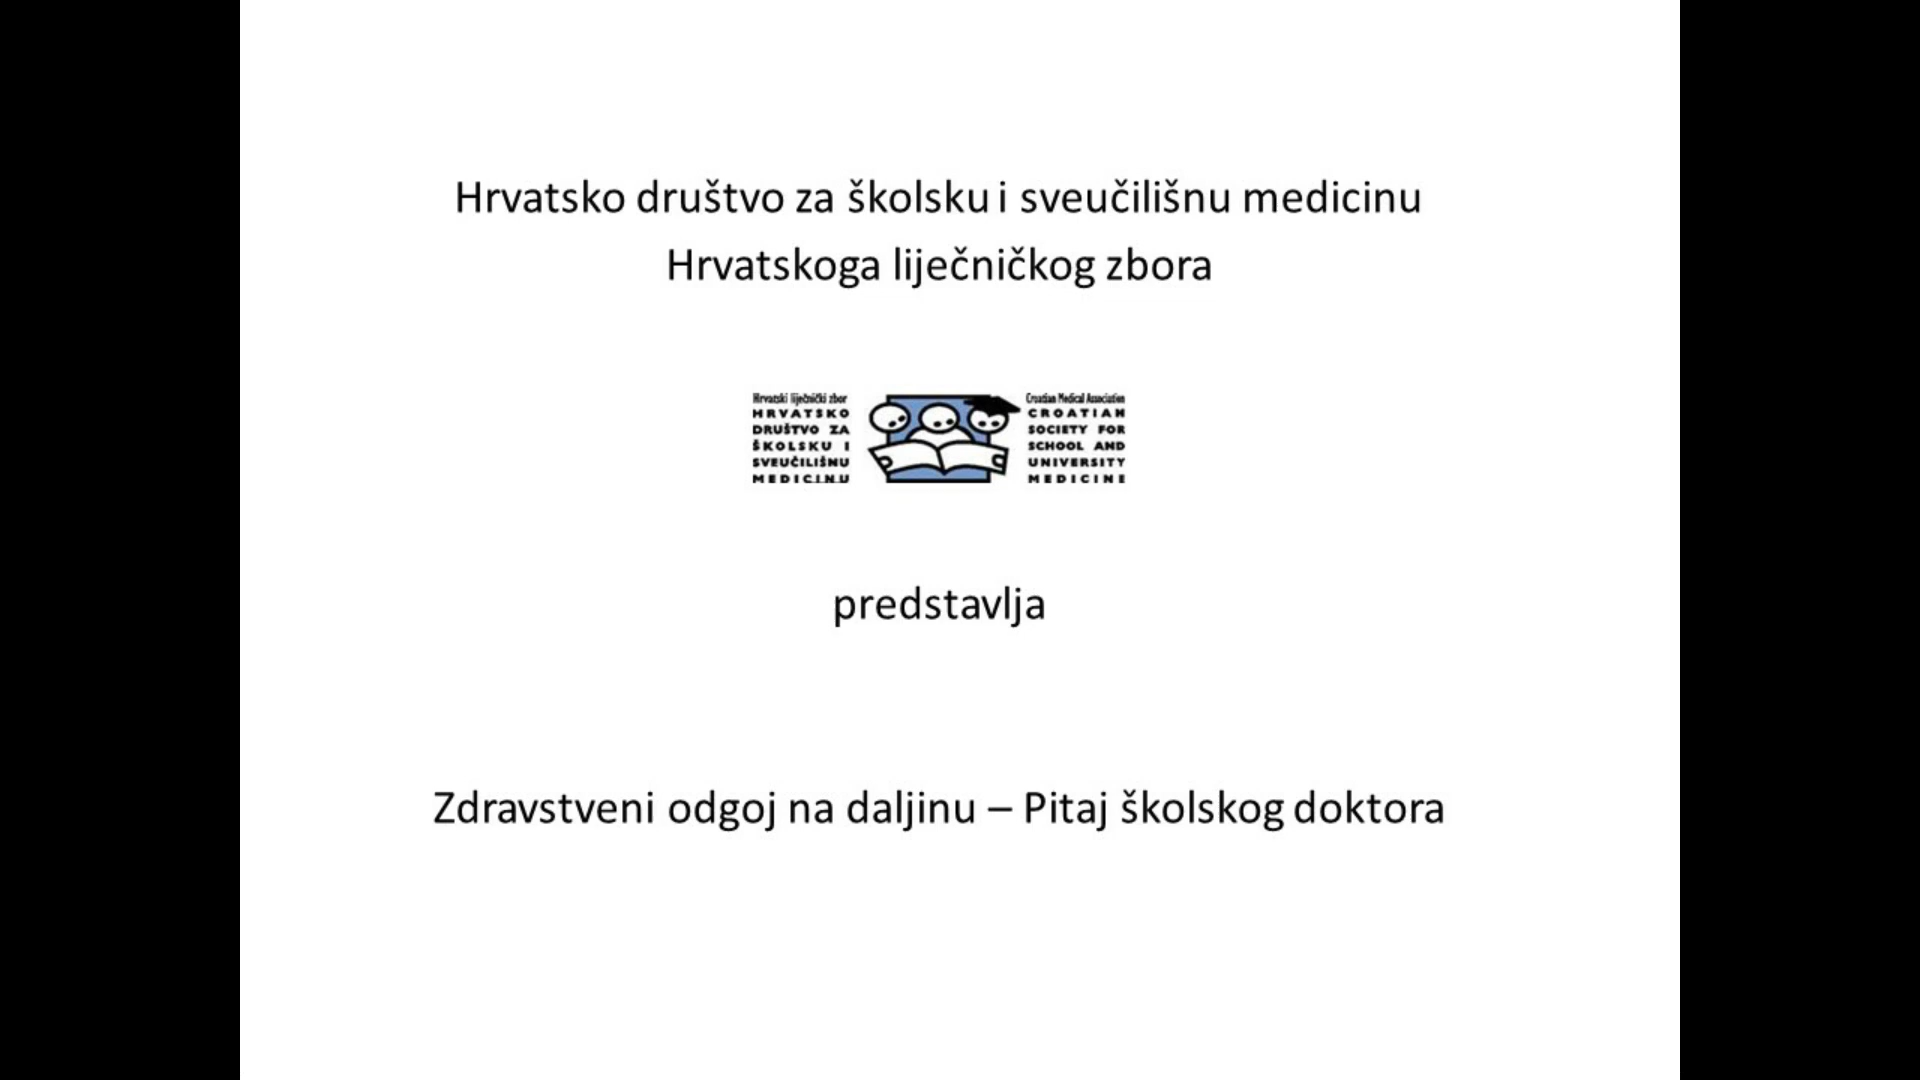 Hrvatsko društvo za školsku i sveučilišnu medicinu
Hrvatskoga liječničkog zbora
Hrvatski liječnički zbor
HRVATSKO
DRUŠTVO ZA
ŠKOLSKU I
SVEUČILIŠNU
MEDICINU
Croatian Medical Association
CROATIAN
SOCIETY FOR
SCHOOL AND
UNIVERSITY
MEDICINE
predstavlja
Zdravstveni odgoj na daljinu – Pitaj školskog doktora